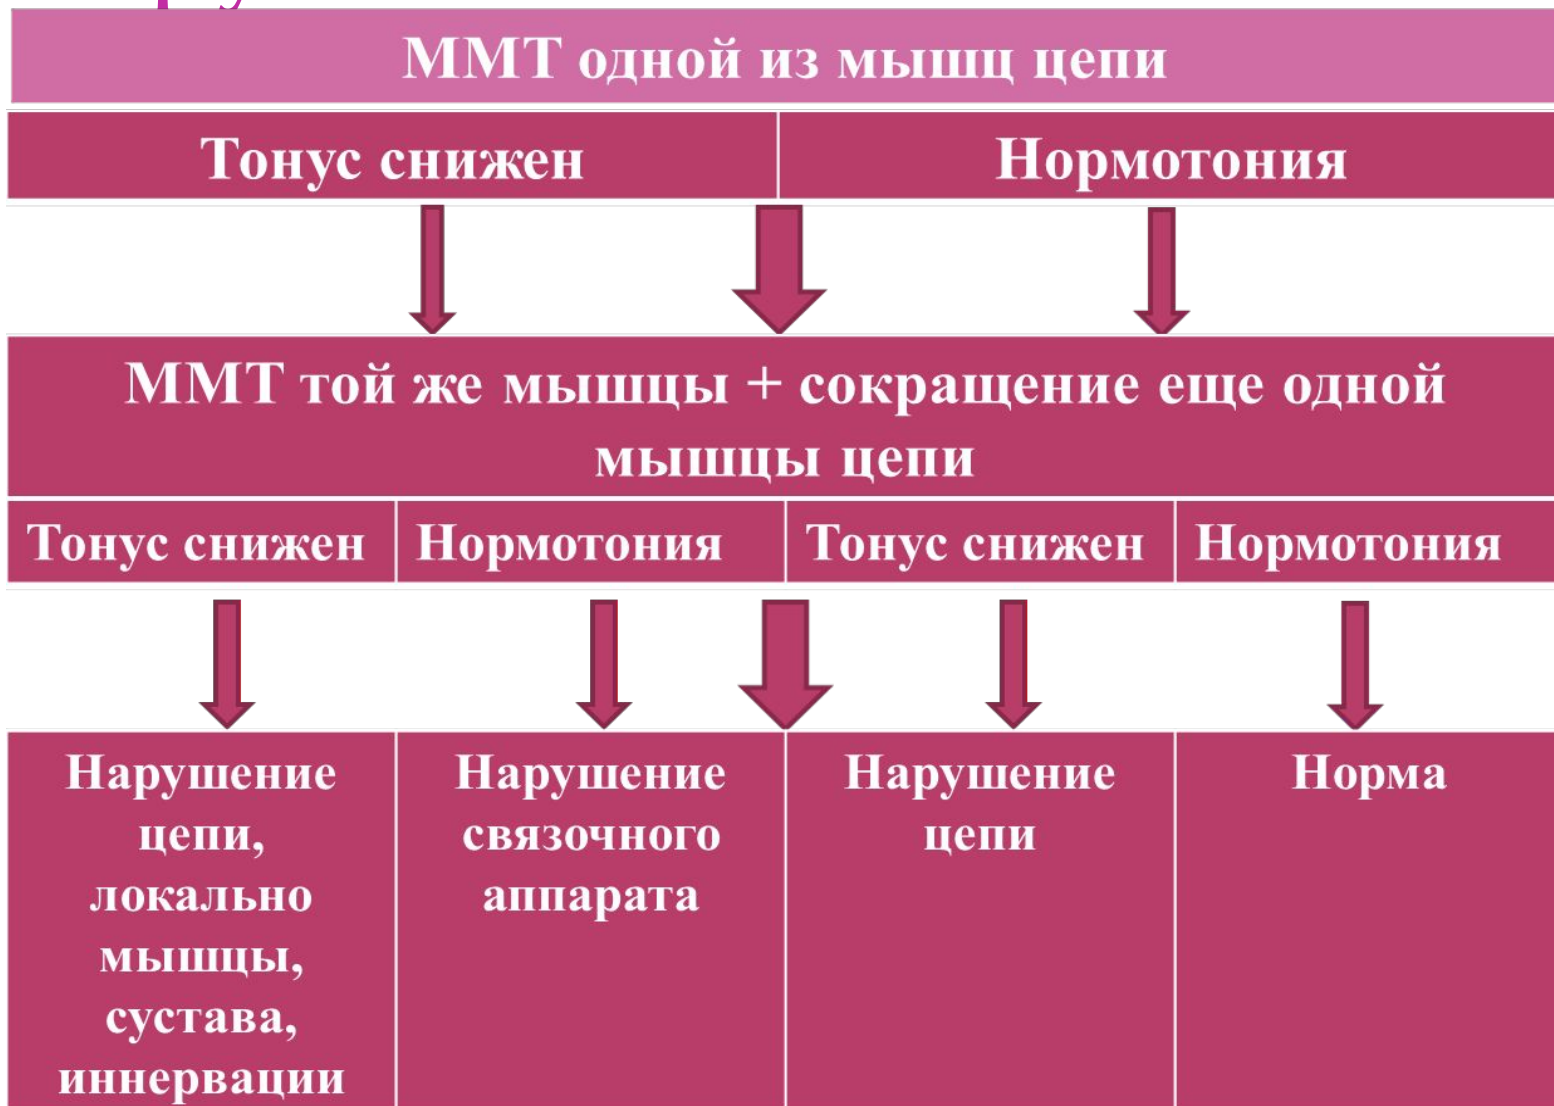 ММТ одной из мышц цепи
Тонус снижен Нормотония
ММТ той же мышцы + сокращение еще одной
мышцы цепи
Тонус снижен Нормотония Тонус снижен Нормотония
Нарушение
цепи,
локально
мышцы,
сустава,
иннервации
Нарушение
связочного
аппарата
Нарушение
цепи
Норма